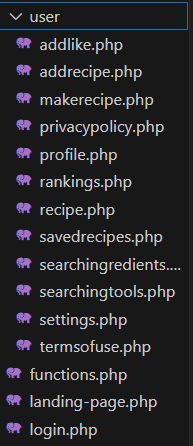 user
addlike.php
addrecipe.php
makerecipe.php
privacypolicy.php
profile.php
rankings.php
recipe.php
savedrecipes.php
searchingredients....
searchingtools.php
settings.php
termsofuse.php
functions.php
landing-page.php
login.php